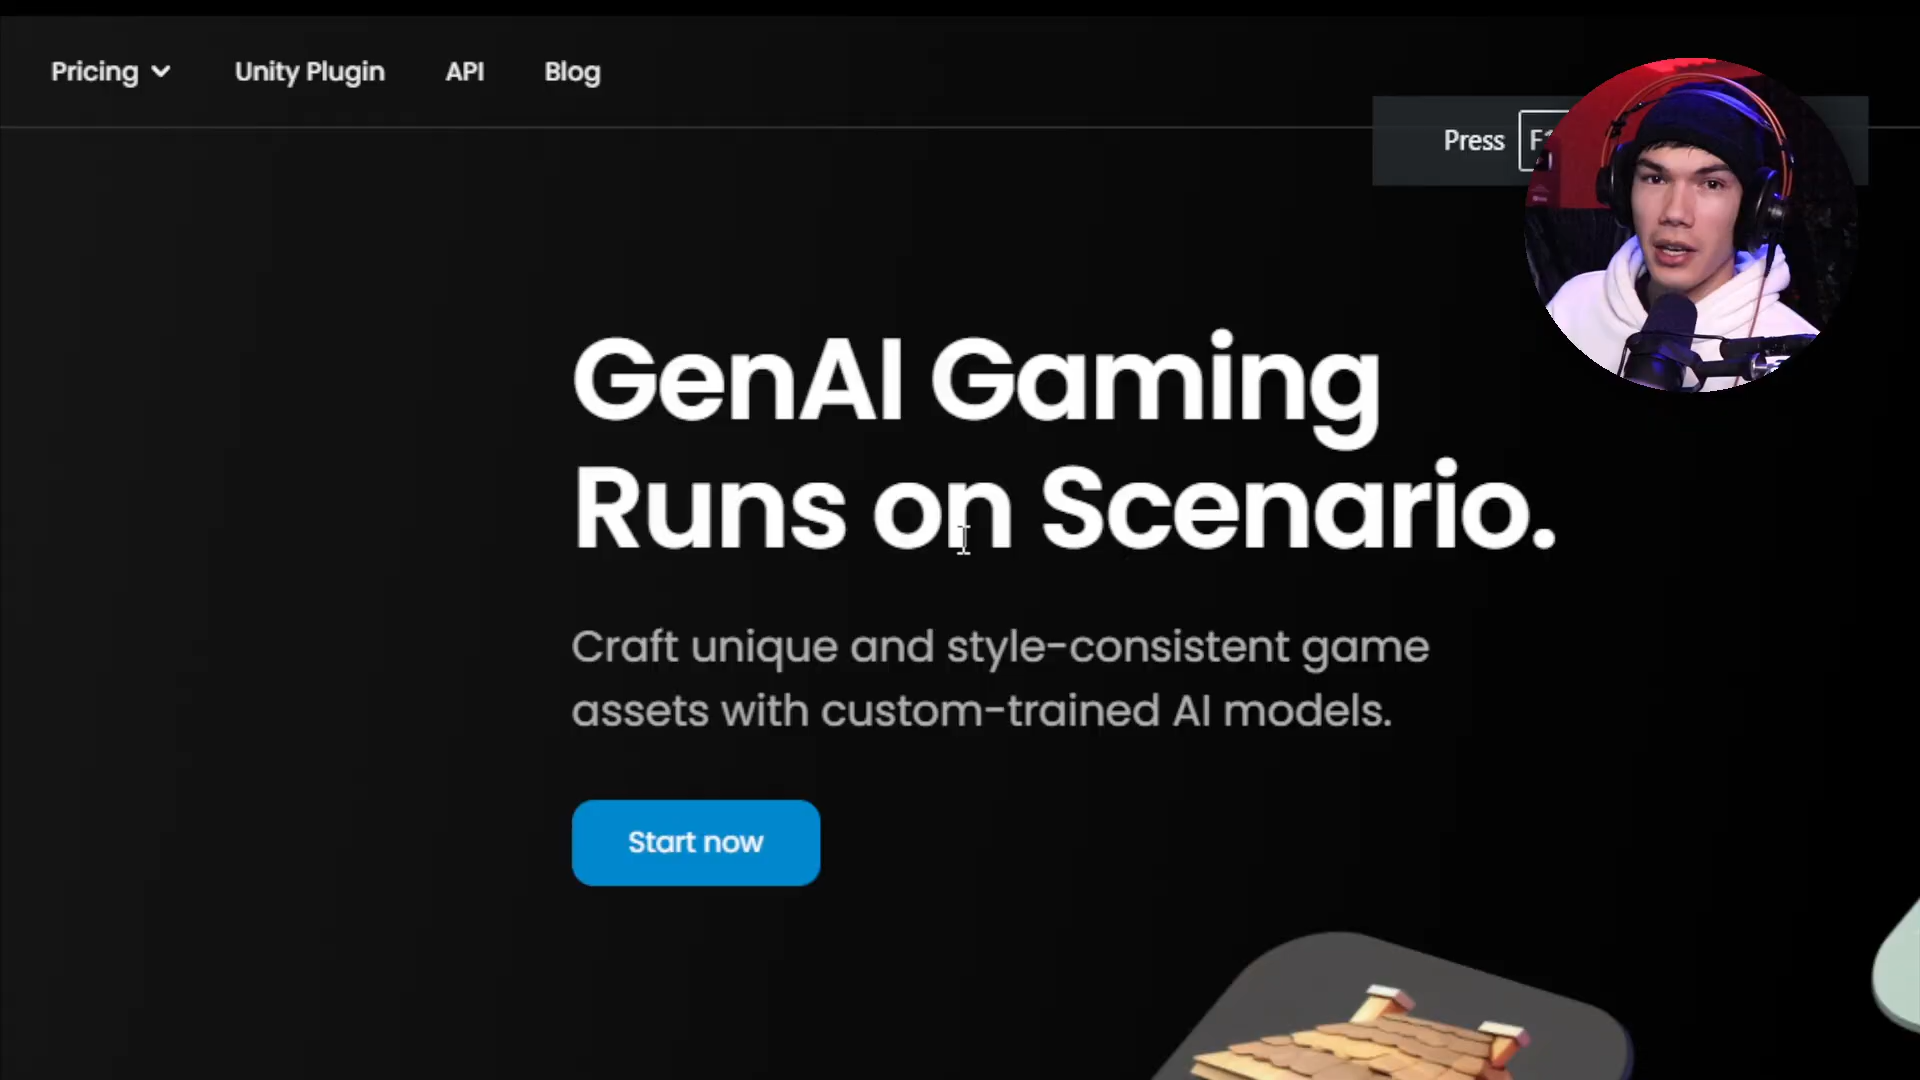 Pricing
Unity Plugin
API
Blog
Press
GenAI Gaming
Runs on Scenario.
Craft unique and style-consistent game
assets with custom-trained AI models.
Start now